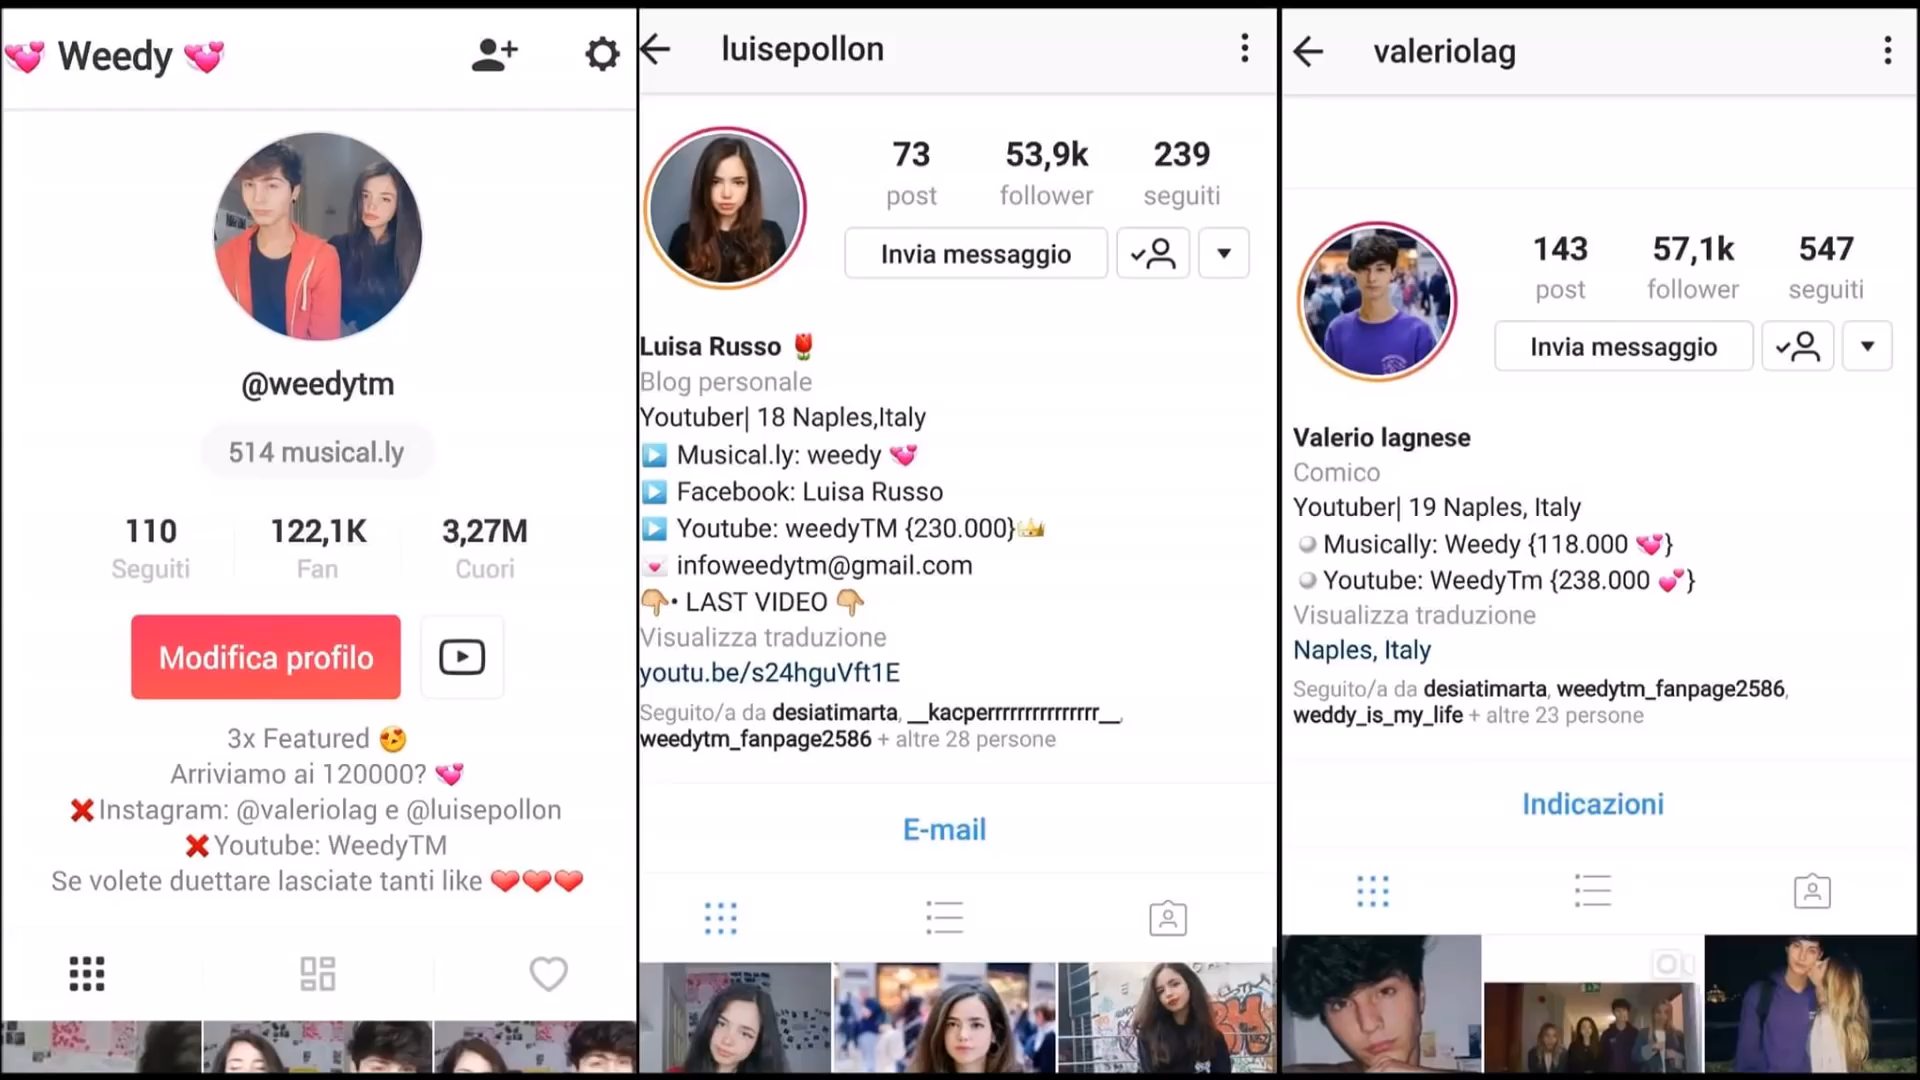 💞 Weedy 💞
@weedytm
514 musical.ly
110 122,1K 3,27M
Seguiti Fan Cuori
Modifica profilo
3x Featured 😍
Arriviamo ai 120000? 💞
❌Instagram: @valeriolag e @luisepollon
❌Youtube: WeedyTM
Se volete duettare lasciate tanti like ❤️❤️❤️
luisepollon
73 53,9k 239
post follower seguiti
Invia messaggio
Luisa Russo 🌹
Blog personale
Youtuber| 18 Naples,Italy
▶️ Musical.ly: weedy 💞
▶️ Facebook: Luisa Russo
▶️ Youtube: weedyTM {230.000}👑
💌 infoweedytm@gmail.com
👇• LAST VIDEO 👇
Visualizza traduzione
youtu.be/s24hguVft1E
Seguito/a da desiatimarta, __kacperrrrrrrrrrrrrrr__,
weedytm_fanpage2586 + altre 28 persone
E-mail
valeriolag
143 57,1k 547
post follower seguiti
Invia messaggio
Valerio lagnese
Comico
Youtuber| 19 Naples, Italy
⚪ Musically: Weedy {118.000 💞}
⚪ Youtube: WeedyTm {238.000 💕}
Visualizza traduzione
Naples, Italy
Seguito/a da desiatimarta, weedytm_fanpage2586,
weddy_is_my_life + altre 23 persone
Indicazioni